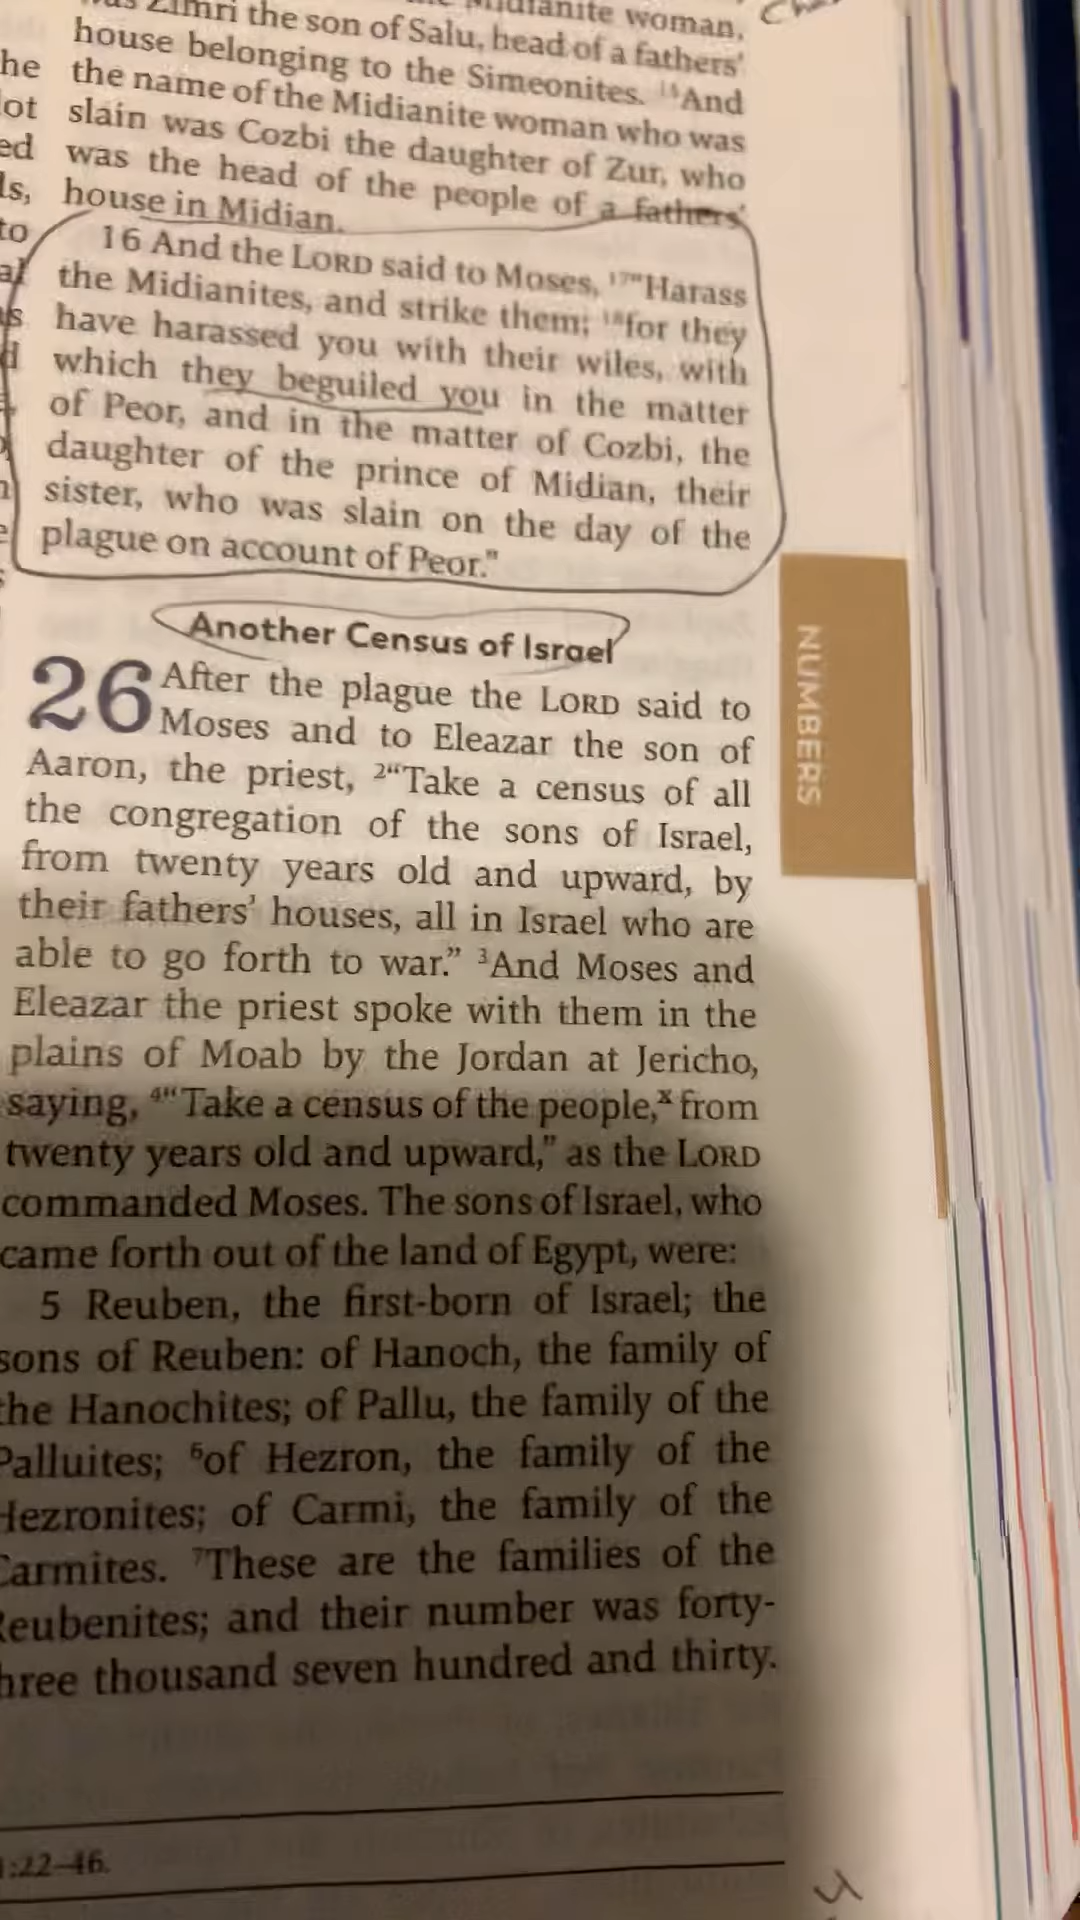 Midianite woman,
Zimri the son of Salu, head of a fathers'
house belonging to the Simeonites. 15And
the name of the Midianite woman who was
slain was Cozbi the daughter of Zur, who
was the head of the people of a fathers'
house in Midian.
16 And the LORD said to Moses, 17"Harass
the Midianites, and strike them; 18for they
have harassed you with their wiles, with
which they beguiled you in the matter
of Peor, and in the matter of Cozbi, the
daughter of the prince of Midian, their
sister, who was slain on the day of the
plague on account of Peor."
Another Census of Israel
26 After the plague the LORD said to
Moses and to Eleazar the son of
Aaron, the priest, 2“Take a census of all
the congregation of the sons of Israel,
from twenty years old and upward, by
their fathers’ houses, all in Israel who are
able to go forth to war.” 3And Moses and
Eleazar the priest spoke with them in the
plains of Moab by the Jordan at Jericho,
saying, 4“Take a census of the people,x from
twenty years old and upward,” as the LORD
commanded Moses. The sons of Israel, who
came forth out of the land of Egypt, were:
5 Reuben, the first-born of Israel; the
sons of Reuben: of Hanoch, the family of
the Hanochites; of Pallu, the family of the
Palluites; 6of Hezron, the family of the
Hezronites; of Carmi, the family of the
Carmites. 7These are the families of the
Reubenites; and their number was forty-
hree thousand seven hundred and thirty.
:22–46.
NUMBERS